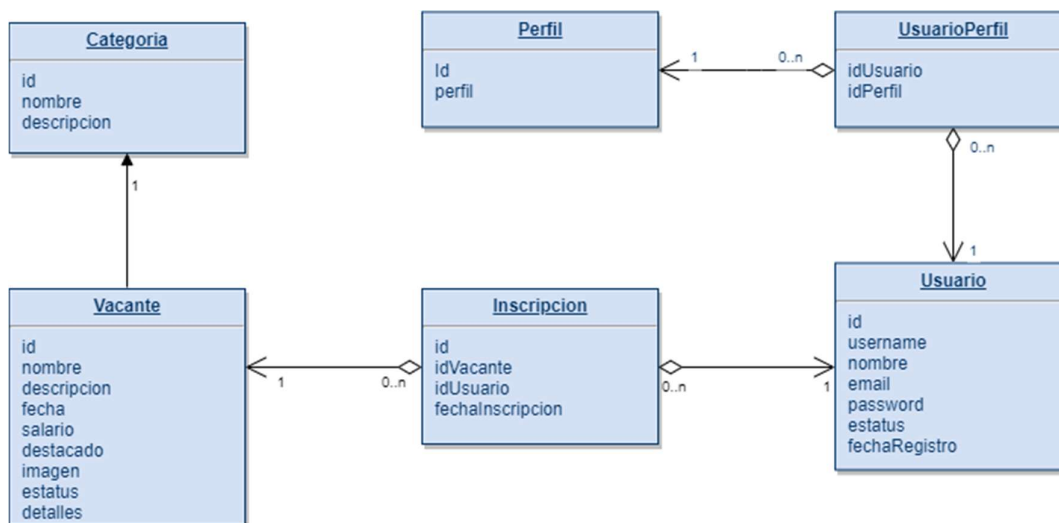 Categoria
id
nombre
descripcion
Perfil
Id
perfil
1
0..n
UsuarioPerfil
idUsuario
idPerfil
0..n
1
1
Vacante
id
nombre
descripcion
fecha
salario
destacado
imagen
estatus
detalles
1
0..n
Inscripcion
id
idVacante
idUsuario
fechaInscripcion
0..n
1
Usuario
id
username
nombre
email
password
estatus
fechaRegistro